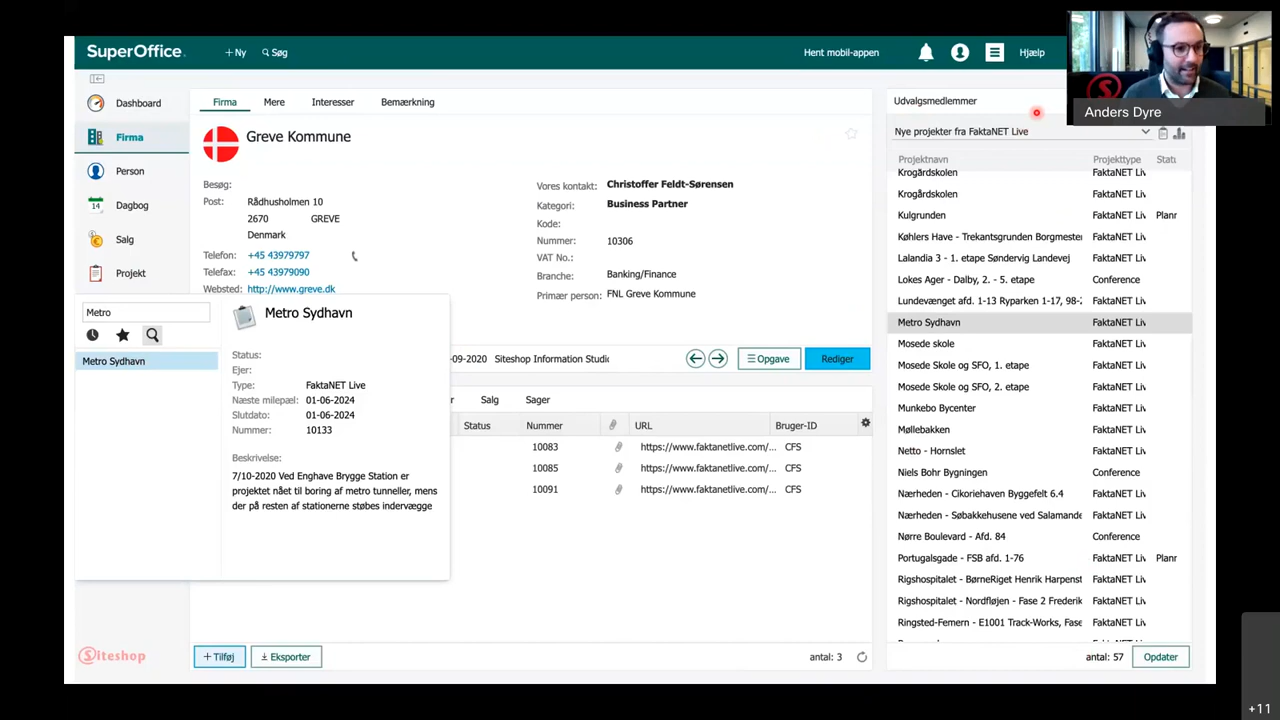 SuperOffice.
+ Ny
Søg
Hent mobil-appen
Hjælp
Anders Dyre
Dashboard
Firma
Person
14
Dagbog
Salg
Projekt
Firma
Mere
Interesser
Bemærkning
Greve Kommune
Besøg:
Post:
Rådhusholmen 10
2670 GREVE
Denmark
Telefon: +45 43979797
Telefax: +45 43979090
Websted: http://www.greve.dk
Vores kontakt: Christoffer Feldt-Sørensen
Kategori: Business Partner
Kode:
Nummer: 10306
VAT No.:
Branche: Banking/Finance
Primær person: FNL Greve Kommune
Metro
Metro Sydhavn
Metro Sydhavn
Status:
Ejer:
Type: FaktaNET Live
Næste milepæl: 01-06-2024
Slutdato: 01-06-2024
Nummer: 10133
Beskrivelse:
7/10-2020 Ved Enghave Brygge Station er
projektet nået til boring af metro tunneller, mens
der på resten af stationerne støbes indervægge
-09-2020 Siteshop Information Studio
Opgave
Rediger
r
Salg
Sager
Status Nummer URL Bruger-ID
10083 https://www.faktanetlive.com/... CFS
10085 https://www.faktanetlive.com/... CFS
10091 https://www.faktanetlive.com/... CFS
Siteshop
+ Tilføj
Eksporter
antal: 3
Udvalgsmedlemmer
Nye projekter fra FaktaNET Live
Projektnavn Projekttype Statu
Krogårdskolen FaktaNET Liv
Krogårdskolen FaktaNET Liv
Kulgrunden FaktaNET Liv Planr
Køhlers Have - Trekantsgrunden Borgmester FaktaNET Liv
Lalandia 3 - 1. etape Søndervig Landevej FaktaNET Liv
Lokes Ager - Dalby, 2. - 5. etape Conference
Lundevænget afd. 1-13 Ryparken 1-17, 98-2 FaktaNET Liv
Metro Sydhavn FaktaNET Liv
Mosede skole FaktaNET Liv
Mosede Skole og SFO, 1. etape FaktaNET Liv
Mosede Skole og SFO, 2. etape FaktaNET Liv
Munkebo Bycenter FaktaNET Liv
Møllebakken FaktaNET Liv
Netto - Hornslet FaktaNET Liv
Niels Bohr Bygningen Conference
Nærheden - Cikoriehaven Byggefelt 6.4 FaktaNET Liv
Nærheden - Søbakkehusene ved Salamande FaktaNET Liv
Nørre Boulevard - Afd. 84 Conference
Portugalsgade - FSB afd. 1-76 FaktaNET Liv Planr
Rigshospitalet - BørneRiget Henrik Harpenst FaktaNET Liv
Rigshospitalet - Nordfløjen - Fase 2 Frederik FaktaNET Liv
Ringsted-Femern - E1001 Track-Works, Fase FaktaNET Liv
antal: 57
Opdater
+11